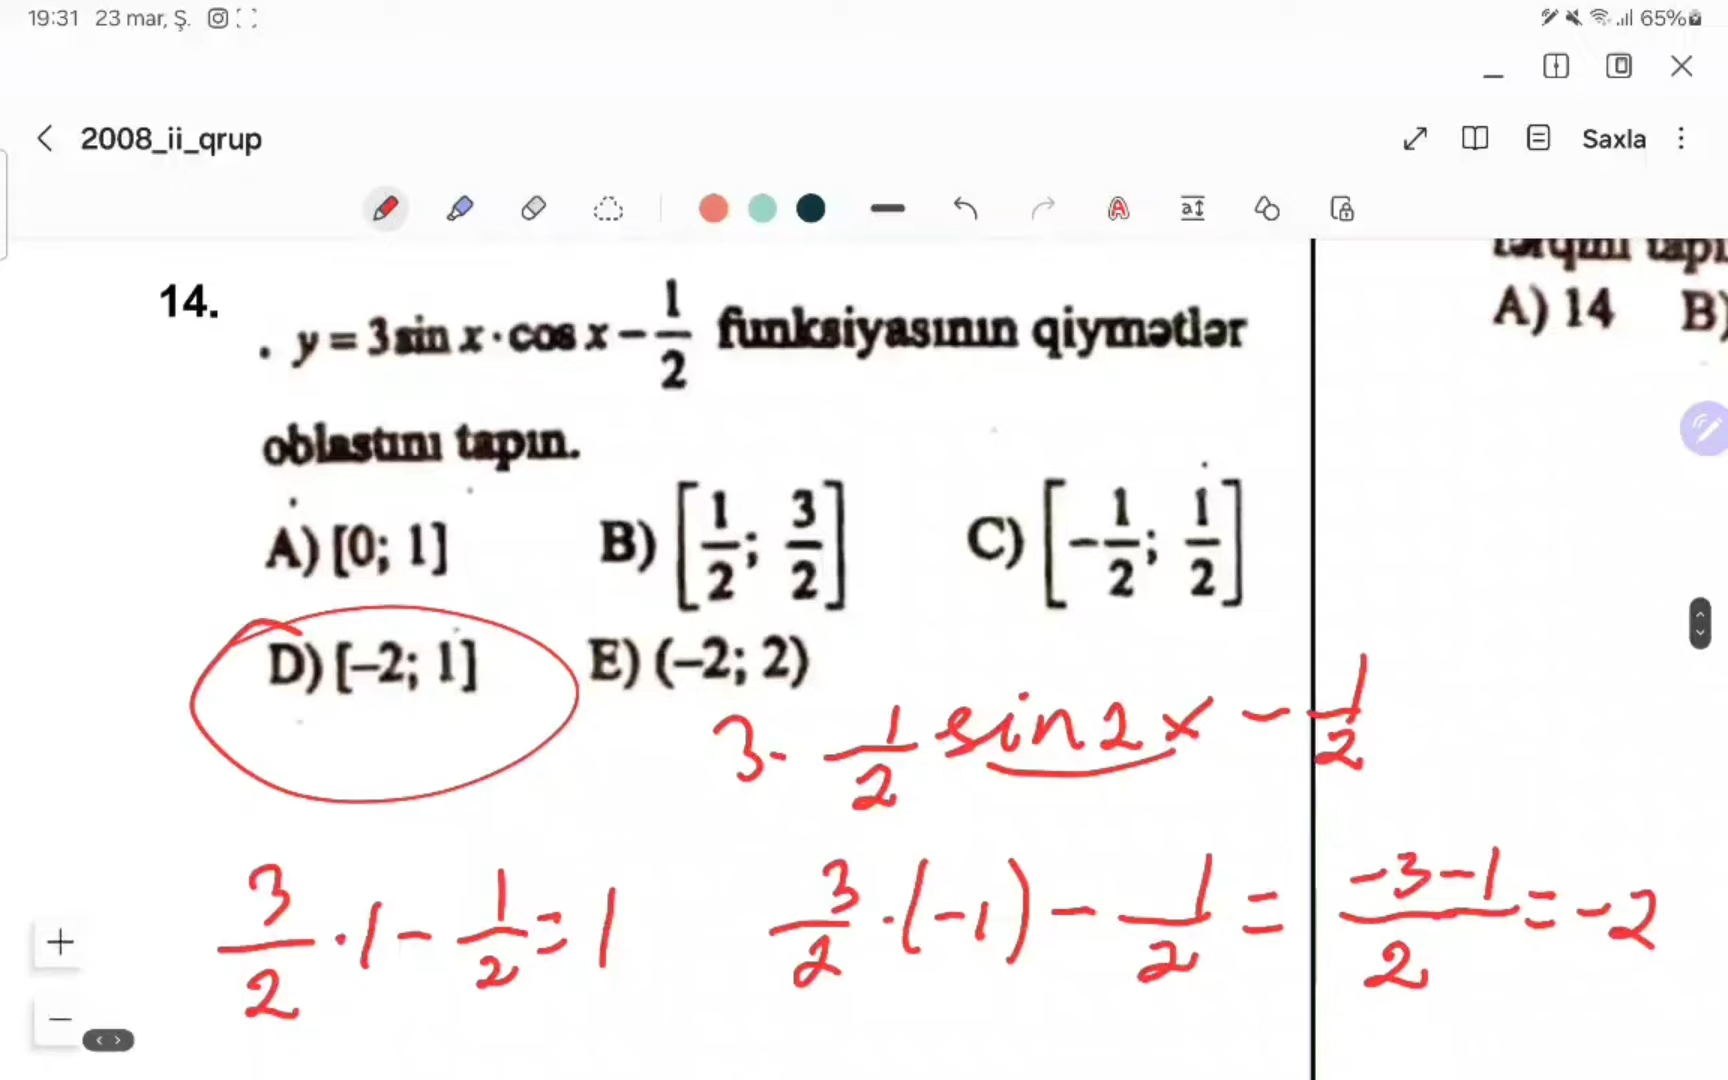 19:31 23 mar, Ş. 65%
2008_ii_qrup Saxla
14. . y = 3 sin x · cos x − 1/2 funksiyasının qiymətlər
oblastını tapın.
A) [0; 1] B) [1/2; 3/2] C) [−1/2; 1/2]
D) [−2; 1] E) (−2; 2)
3· 1/2 sin2x − 1/2
3/2 · 1 − 1/2 = 1 3/2 · (−1) − 1/2 = −3−1/2 = −2
A) 14 B)